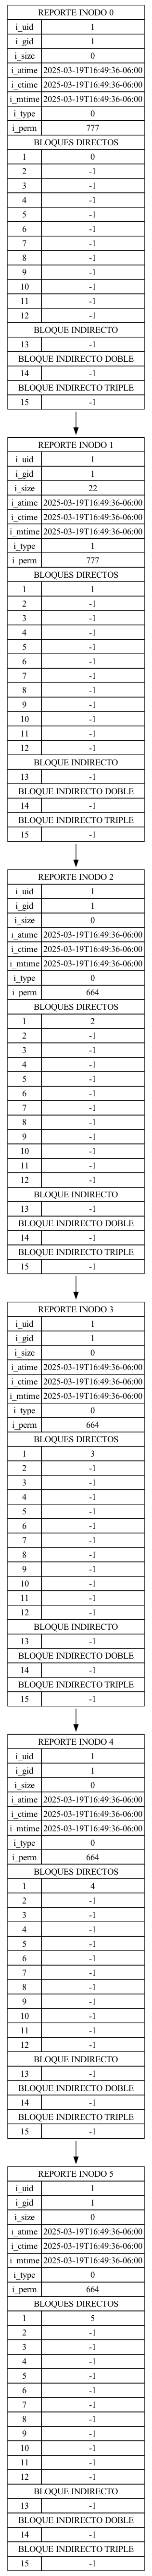 REPORTE INODO 0
i_uid 1
i_gid 1
i_size 0
i_atime 2025-03-19T16:49:36-06:00
i_ctime 2025-03-19T16:49:36-06:00
i_mtime 2025-03-19T16:49:36-06:00
i_type 0
i_perm 777
BLOQUES DIRECTOS
1 0
2 -1
3 -1
4 -1
5 -1
6 -1
7 -1
8 -1
9 -1
10 -1
11 -1
12 -1
BLOQUE INDIRECTO
13 -1
BLOQUE INDIRECTO DOBLE
14 -1
BLOQUE INDIRECTO TRIPLE
15 -1
REPORTE INODO 1
i_uid 1
i_gid 1
i_size 22
i_atime 2025-03-19T16:49:36-06:00
i_ctime 2025-03-19T16:49:36-06:00
i_mtime 2025-03-19T16:49:36-06:00
i_type 1
i_perm 777
BLOQUES DIRECTOS
1 1
2 -1
3 -1
4 -1
5 -1
6 -1
7 -1
8 -1
9 -1
10 -1
11 -1
12 -1
BLOQUE INDIRECTO
13 -1
BLOQUE INDIRECTO DOBLE
14 -1
BLOQUE INDIRECTO TRIPLE
15 -1
REPORTE INODO 2
i_uid 1
i_gid 1
i_size 0
i_atime 2025-03-19T16:49:36-06:00
i_ctime 2025-03-19T16:49:36-06:00
i_mtime 2025-03-19T16:49:36-06:00
i_type 0
i_perm 664
BLOQUES DIRECTOS
1 2
2 -1
3 -1
4 -1
5 -1
6 -1
7 -1
8 -1
9 -1
10 -1
11 -1
12 -1
BLOQUE INDIRECTO
13 -1
BLOQUE INDIRECTO DOBLE
14 -1
BLOQUE INDIRECTO TRIPLE
15 -1
REPORTE INODO 3
i_uid 1
i_gid 1
i_size 0
i_atime 2025-03-19T16:49:36-06:00
i_ctime 2025-03-19T16:49:36-06:00
i_mtime 2025-03-19T16:49:36-06:00
i_type 0
i_perm 664
BLOQUES DIRECTOS
1 3
2 -1
3 -1
4 -1
5 -1
6 -1
7 -1
8 -1
9 -1
10 -1
11 -1
12 -1
BLOQUE INDIRECTO
13 -1
BLOQUE INDIRECTO DOBLE
14 -1
BLOQUE INDIRECTO TRIPLE
15 -1
REPORTE INODO 4
i_uid 1
i_gid 1
i_size 0
i_atime 2025-03-19T16:49:36-06:00
i_ctime 2025-03-19T16:49:36-06:00
i_mtime 2025-03-19T16:49:36-06:00
i_type 0
i_perm 664
BLOQUES DIRECTOS
1 4
2 -1
3 -1
4 -1
5 -1
6 -1
7 -1
8 -1
9 -1
10 -1
11 -1
12 -1
BLOQUE INDIRECTO
13 -1
BLOQUE INDIRECTO DOBLE
14 -1
BLOQUE INDIRECTO TRIPLE
15 -1
REPORTE INODO 5
i_uid 1
i_gid 1
i_size 0
i_atime 2025-03-19T16:49:36-06:00
i_ctime 2025-03-19T16:49:36-06:00
i_mtime 2025-03-19T16:49:36-06:00
i_type 0
i_perm 664
BLOQUES DIRECTOS
1 5
2 -1
3 -1
4 -1
5 -1
6 -1
7 -1
8 -1
9 -1
10 -1
11 -1
12 -1
BLOQUE INDIRECTO
13 -1
BLOQUE INDIRECTO DOBLE
14 -1
BLOQUE INDIRECTO TRIPLE
15 -1